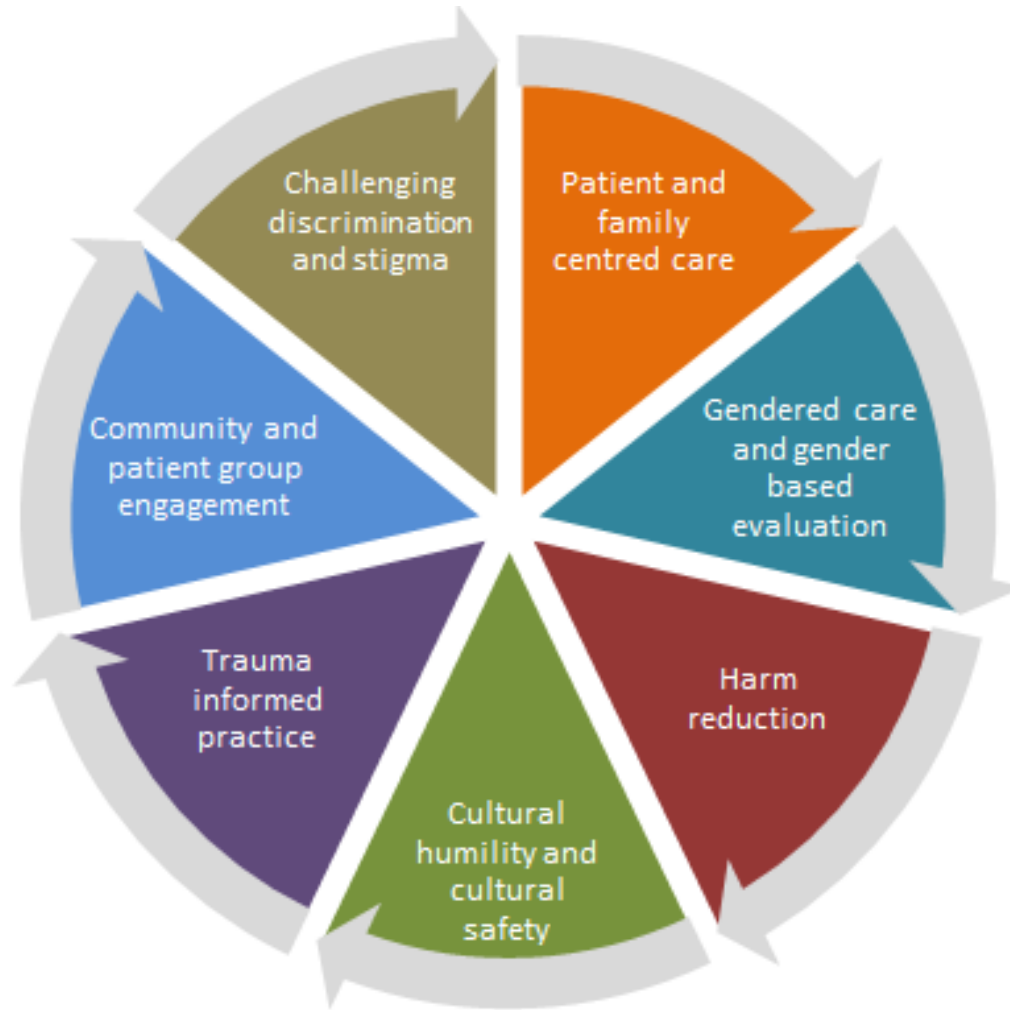 Challenging
discrimination
and stigma
Patient and
family
centred care
Gendered care
and gender
based
evaluation
Harm
reduction
Cultural
humility and
cultural
safety
Trauma
informed
practice
Community and
patient group
engagement